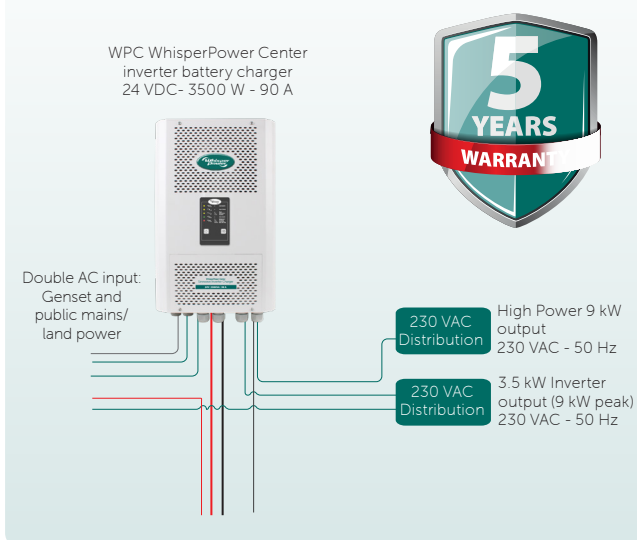 WPC WhisperPower Center
inverter battery charger
24 VDC- 3500 W - 90 A
5
YEARS
WARRANTY
Double AC input:
Genset and
public mains/
land power
230 VAC
Distribution
High Power 9 kW
output
230 VAC - 50 Hz
230 VAC
Distribution
3.5 kW Inverter
output (9 kW peak)
230 VAC - 50 Hz